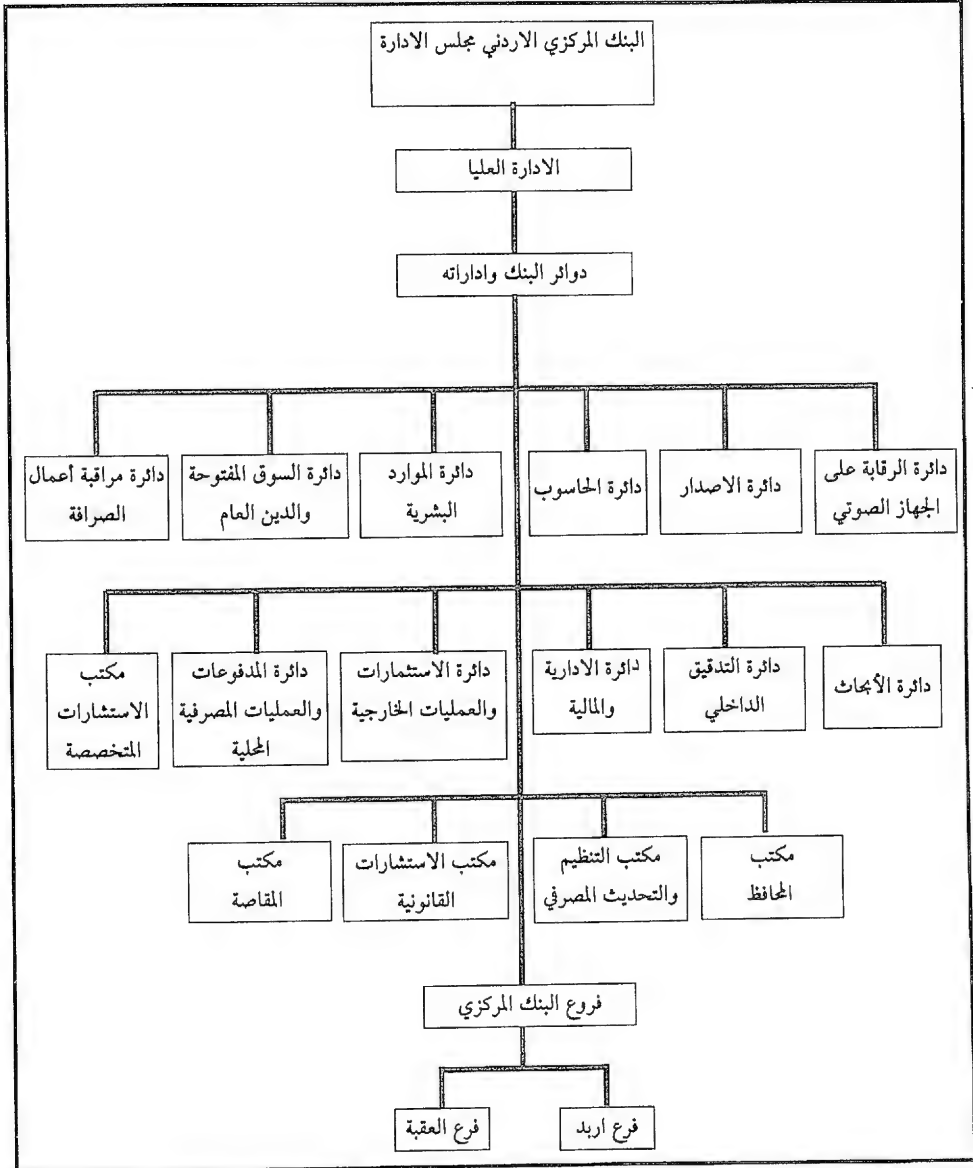 البنك المركزي الاردني مجلس الادارة
الادارة العليا
دوائر البنك واداراته
دائرة الرقابة على
الجهاز الصوتي
دائرة الاصدار
دائرة الحاسوب
دائرة الموارد
البشرية
دائرة السوق المفتوحة
والدين العام
دائرة مراقبة أعمال
الصرافة
دائرة الأبحاث
دائرة التدقيق
الداخلي
دائرة الادارية
والمالية
دائرة الاستثمارات
والعمليات الخارجية
دائرة المدفوعات
والعمليات المصرفية
المحلية
مكتب
الاستشارات
المتخصصة
مكتب
المحافظ
مكتب التنظيم
والتحديث المصرفي
مكتب الاستشارات
القانونية
مكتب
المقاصة
فروع البنك المركزي
فرع اربد
فرع العقبة